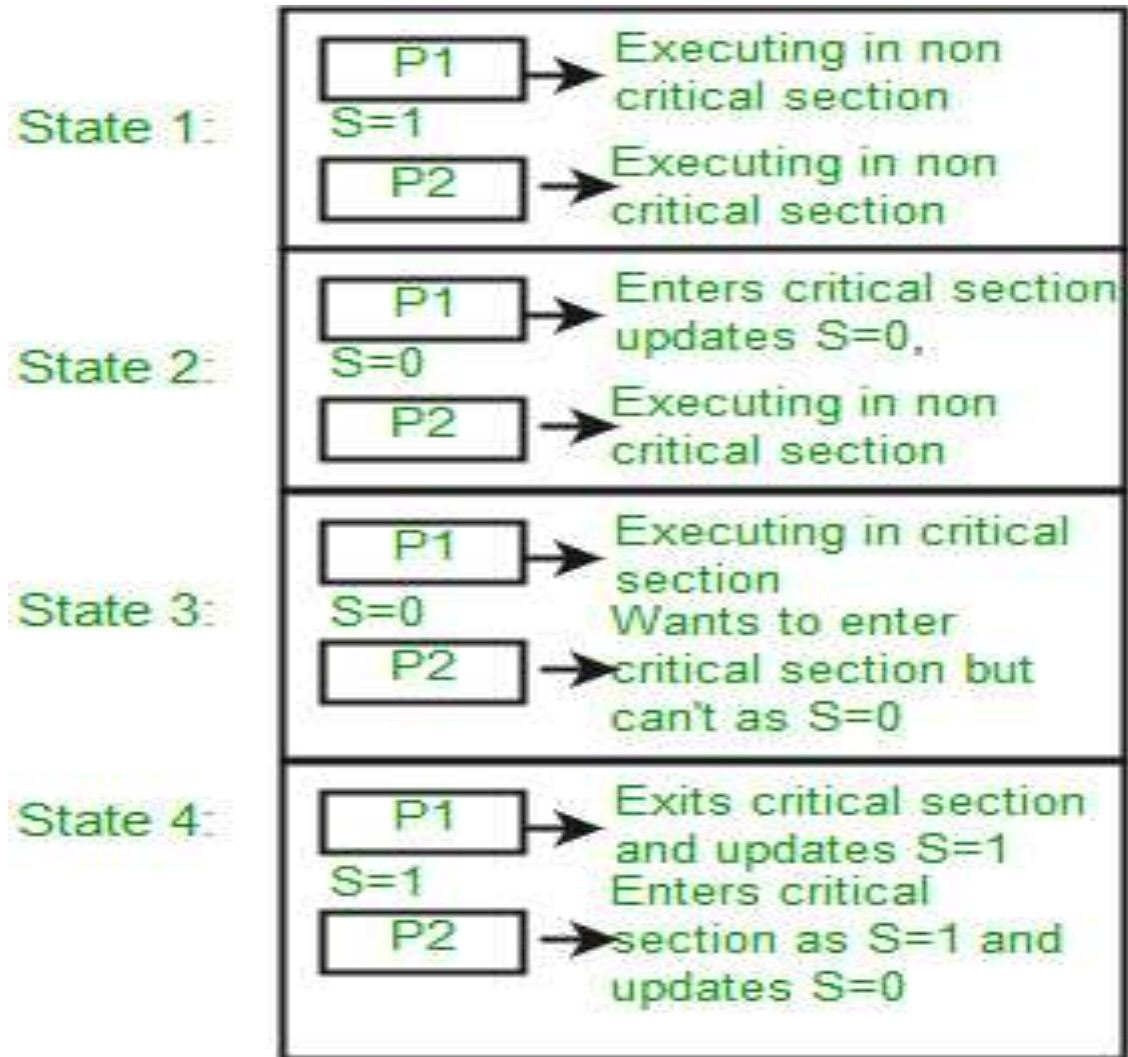 P1
Executing in non
critical section
State 1:
S=1
P2
Executing in non
critical section
P1
Enters critical section
updates S=0,
State 2:
S=0
P2
Executing in non
critical section
P1
Executing in critical
section
State 3:
S=0
P2
Wants to enter
critical section but
can't as S=0
State 4:
P1
Exits critical section
and updates S=1
S=1
P2
Enters critical
section as S=1 and
updates S=0